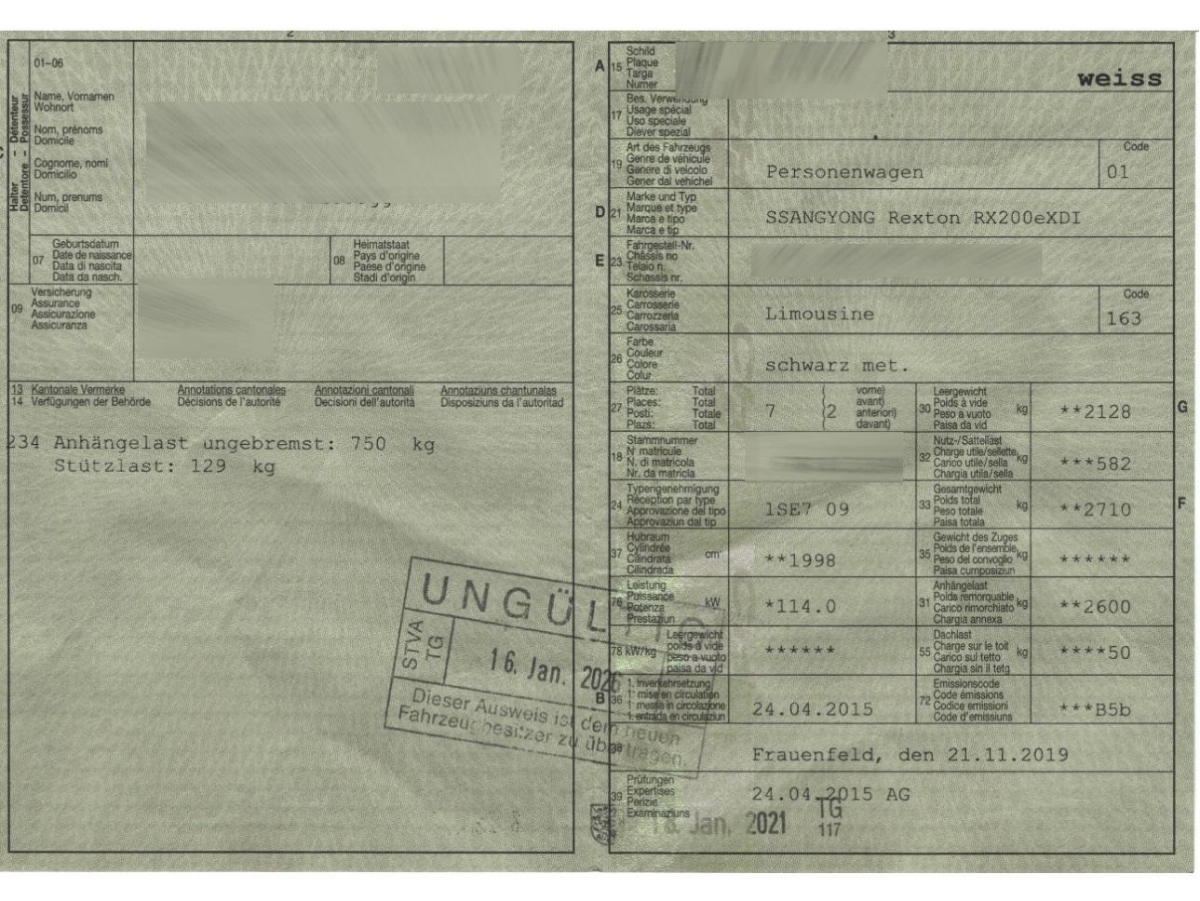 2
01–06
Name, Vornamen
Wohnort
Nom, prénoms
Domicile
Cognome, nomi
Domicilio
Num, prenums
Domicil
Halter – Détenteur
Detentore – Possessur
07
Geburtsdatum
Date de naissance
Data di nascita
Data da nasch.
08
Heimatstaat
Pays d'origine
Paese d'origine
Stadi d'origin
09
Versicherung
Assurance
Assicurazione
Assicuranza
13 Kantonale Vermerke Annotations cantonales Annotazioni cantonali Annotaziuns chantunalas
14 Verfügungen der Behörde Décisions de l'autorité Decisioni dell'autorità Disposiziuns da l'autoritad
234 Anhängelast ungebremst: 750 kg
Stützlast: 129 kg
UNGÜLTIG
STVA
TG
16. Jan. 2026
Dieser Ausweis ist dem neuen
Fahrzeugbesitzer zu übertragen.
3
A 15
Schild
Plaque
Targa
Numer
weiss
17
Bes. Verwendung
Usage spécial
Uso speciale
Diever spezial
19
Art des Fahrzeugs
Genre de véhicule
Genere di veicolo
Gener dal vehichel
Personenwagen
Code
01
D 21
Marke und Typ
Marque et type
Marca e tipo
Marca e tip
SSANGYONG Rexton RX200eXDI
E 23
Fahrgestell-Nr.
Châssis no
Telaio n.
Schassis nr.
25
Karosserie
Carrosserie
Carrozzeria
Carossaria
Limousine
Code
163
26
Farbe
Couleur
Colore
Colur
schwarz met.
27
Plätze: Total
Places: Total
Posti: Totale
Plazs: Total
7 (2
vorne)
avant)
anteriori)
davant)
30
Leergewicht
Poids à vide
Peso a vuoto
Paisa da vid
kg
**2128
G
18
Stammnummer
N° matricule
N. di matricola
Nr. da matricla
32
Nutz-/Sattellast
Charge utile/sellette
Carico utile/sella
Chargia utila/sella
kg
***582
24
Typengenehmigung
Réception par type
Approvazione del tipo
Approvaziun dal tip
1SE7 09
33
Gesamtgewicht
Poids total
Peso totale
Paisa totala
kg
**2710
F
37
Hubraum
Cylindrée
Cilindrata
Cilindrada
cm³
**1998
35
Gewicht des Zuges
Poids de l'ensemble
Peso del convoglio
Paisa cumposiziun
kg
******
76
Leistung
Puissance
Potenza
Prestaziun
kW
*114.0
31
Anhängelast
Poids remorquable
Carico rimorchiato
Chargia annexa
kg
**2600
78 kW/kg
Leergewicht
poids à vide
peso a vuoto
paisa da vid
******
55
Dachlast
Charge sur le toit
Carico sul tetto
Chargia sin il tetg
kg
****50
B 36
1. Inverkehrsetzung
1re mise en circulation
1a messa in circolazione
1. entrada en circulaziun
24.04.2015
72
Emissionscode
Code émissions
Codice emissioni
Code d'emissiuns
***B5b
38
Frauenfeld, den 21.11.2019
39
Prüfungen
Expertises
Perizie
Examinaziuns
24.04.2015 AG
Jan. 2021
TG
117